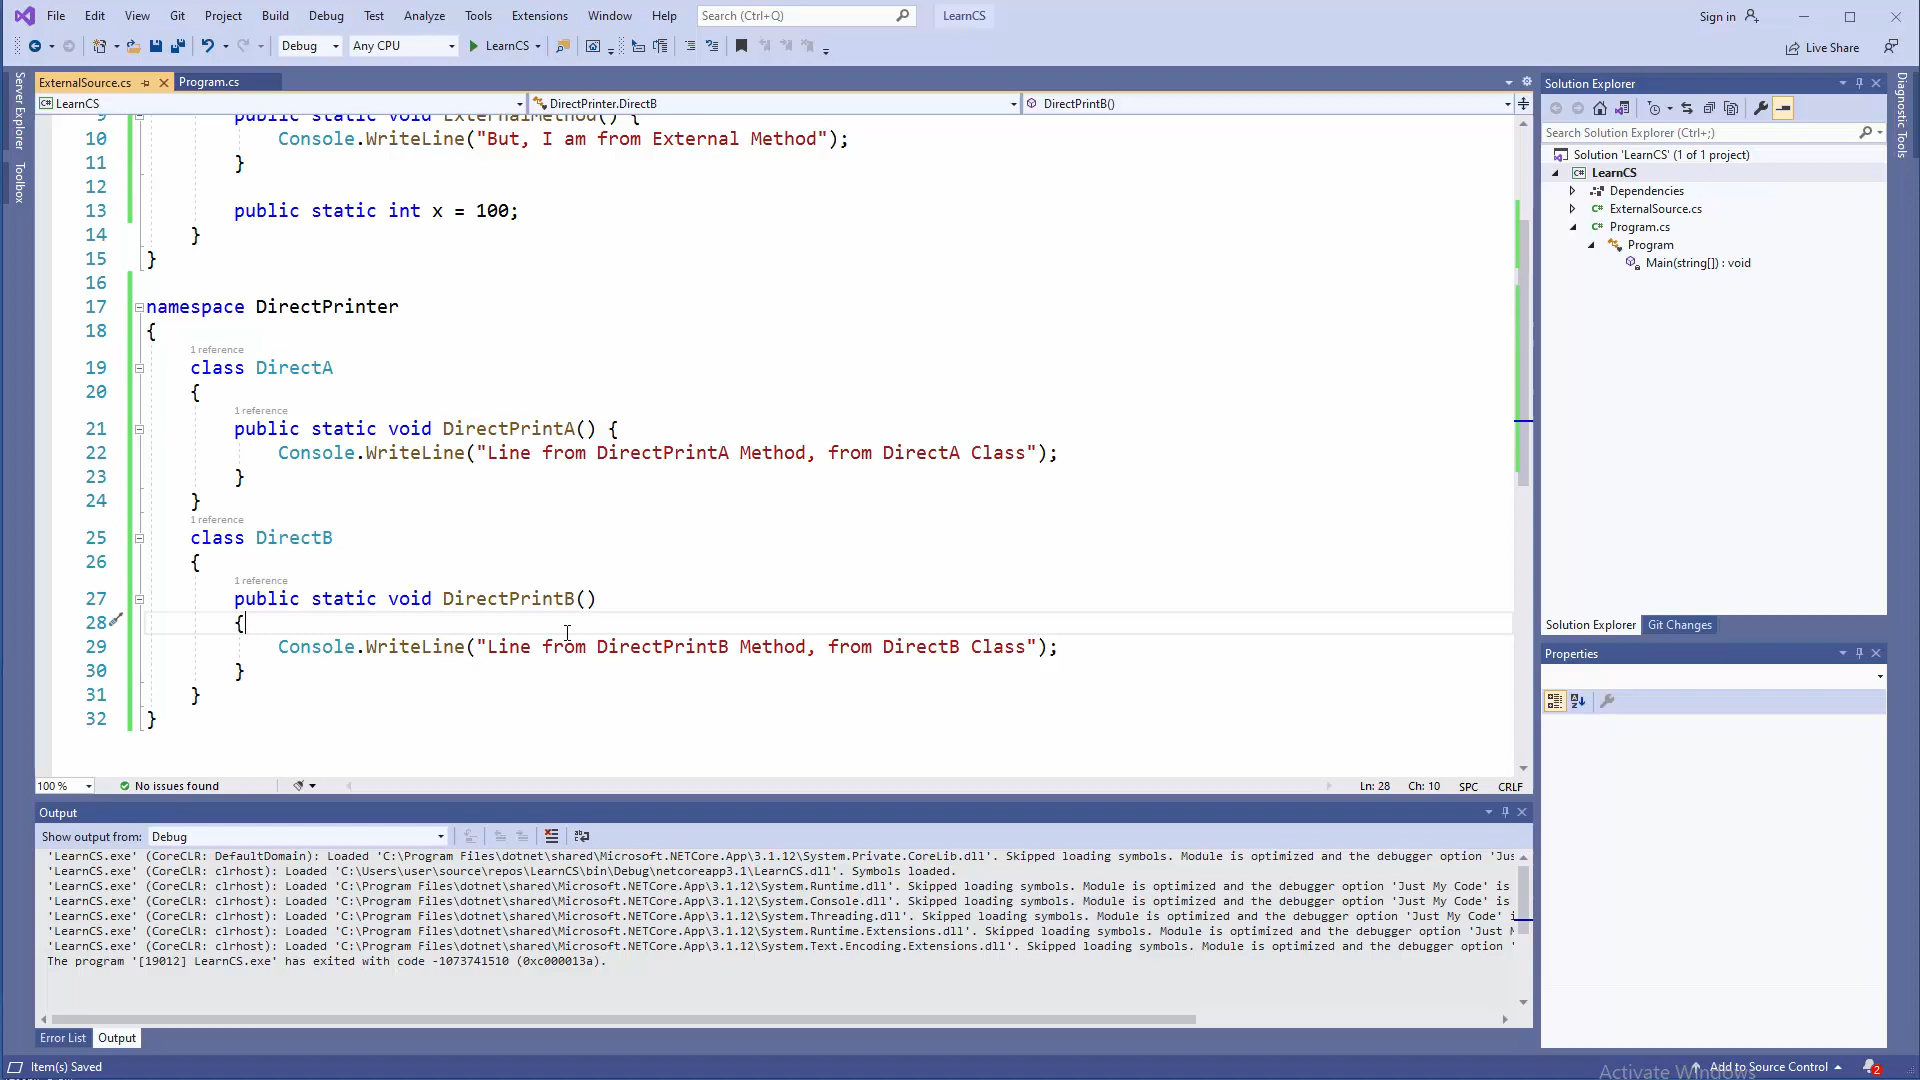 File Edit View Git Project Build Debug Test Analyze Tools Extensions Window Help Search (Ctrl+Q) LearnCS Sign in
Debug Any CPU LearnCS Live Share
Server Explorer
Toolbox
ExternalSource.cs Program.cs
LearnCS DirectPrinter.DirectB DirectPrintB()
9 public static void ExternalMethod() {
10 Console.WriteLine("But, I am from External Method");
11 }
12
13 public static int x = 100;
14 }
15 }
16
17 namespace DirectPrinter
18 {
1 reference
19 class DirectA
20 {
1 reference
21 public static void DirectPrintA() {
22 Console.WriteLine("Line from DirectPrintA Method, from DirectA Class");
23 }
24 }
1 reference
25 class DirectB
26 {
1 reference
27 public static void DirectPrintB()
28 {
29 Console.WriteLine("Line from DirectPrintB Method, from DirectB Class");
30 }
31 }
32 }
100 % No issues found Ln: 28 Ch: 10 SPC CRLF
Output
Show output from: Debug
'LearnCS.exe' (CoreCLR: DefaultDomain): Loaded 'C:\Program Files\dotnet\shared\Microsoft.NETCore.App\3.1.12\System.Private.CoreLib.dll'. Skipped loading symbols. Module is optimized and the debugger option 'Jus
'LearnCS.exe' (CoreCLR: clrhost): Loaded 'C:\Users\user\source\repos\LearnCS\bin\Debug\netcoreapp3.1\LearnCS.dll'. Symbols loaded.
'LearnCS.exe' (CoreCLR: clrhost): Loaded 'C:\Program Files\dotnet\shared\Microsoft.NETCore.App\3.1.12\System.Runtime.dll'. Skipped loading symbols. Module is optimized and the debugger option 'Just My Code' is
'LearnCS.exe' (CoreCLR: clrhost): Loaded 'C:\Program Files\dotnet\shared\Microsoft.NETCore.App\3.1.12\System.Console.dll'. Skipped loading symbols. Module is optimized and the debugger option 'Just My Code' is
'LearnCS.exe' (CoreCLR: clrhost): Loaded 'C:\Program Files\dotnet\shared\Microsoft.NETCore.App\3.1.12\System.Threading.dll'. Skipped loading symbols. Module is optimized and the debugger option 'Just My Code' i
'LearnCS.exe' (CoreCLR: clrhost): Loaded 'C:\Program Files\dotnet\shared\Microsoft.NETCore.App\3.1.12\System.Runtime.Extensions.dll'. Skipped loading symbols. Module is optimized and the debugger option 'Just M
'LearnCS.exe' (CoreCLR: clrhost): Loaded 'C:\Program Files\dotnet\shared\Microsoft.NETCore.App\3.1.12\System.Text.Encoding.Extensions.dll'. Skipped loading symbols. Module is optimized and the debugger option '
The program '[19012] LearnCS.exe' has exited with code -1073741510 (0xc000013a).
Error List Output
Solution Explorer
Search Solution Explorer (Ctrl+;)
Solution 'LearnCS' (1 of 1 project)
LearnCS
Dependencies
ExternalSource.cs
Program.cs
Program
Main(string[]) : void
Solution Explorer Git Changes
Properties
Diagnostic Tools
Item(s) Saved Add to Source Control 2
Activate Windows